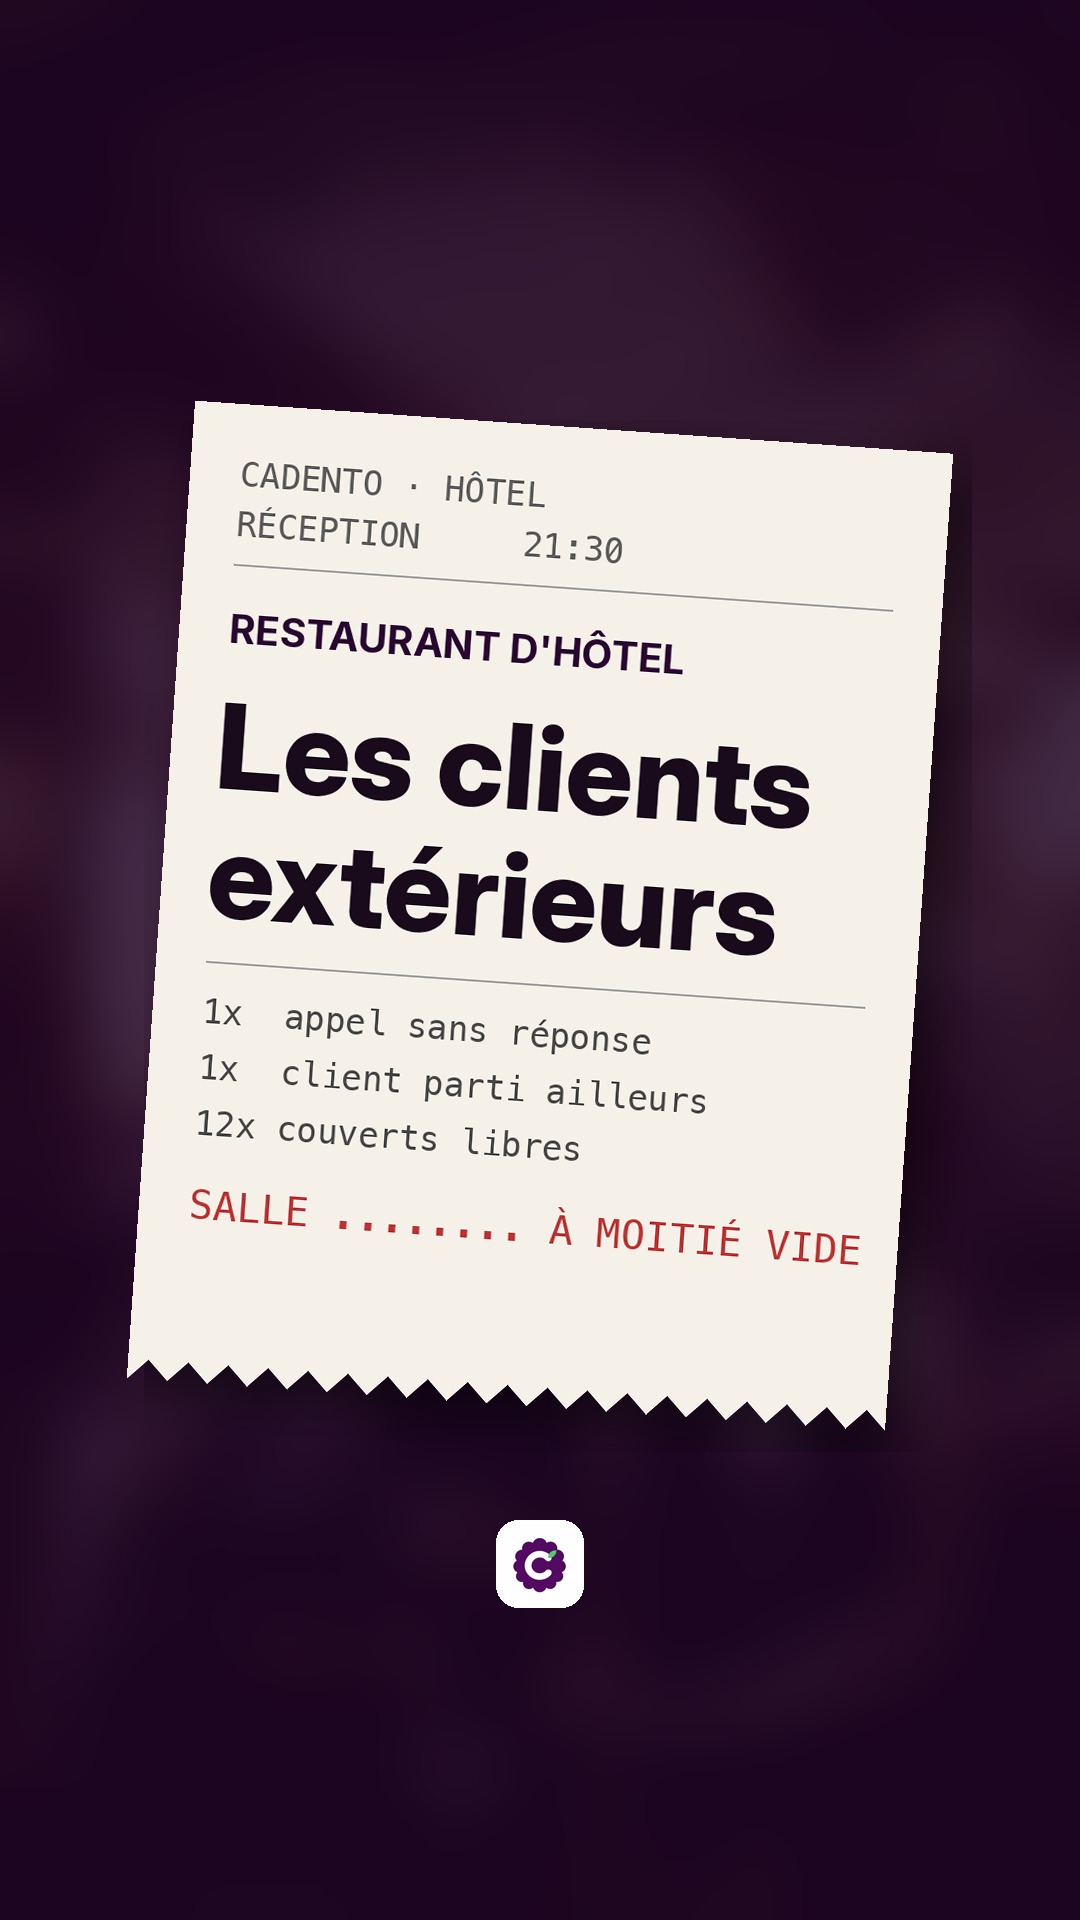 CADENTO · HÔTEL
RÉCEPTION 21:30
RESTAURANT D'HÔTEL
Les clients
extérieurs
1x appel sans réponse
1x client parti ailleurs
12x couverts libres
SALLE ........ À MOITIÉ VIDE